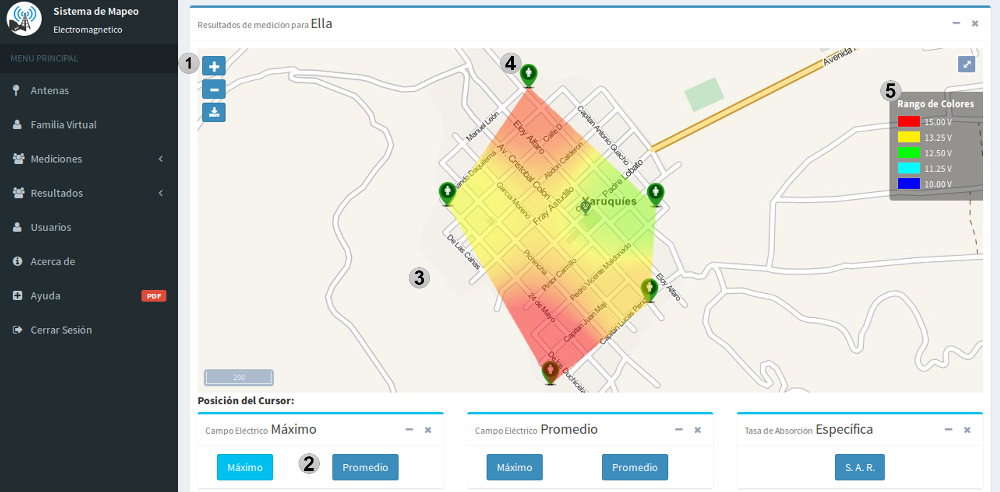 Sistema de Mapeo
Electromagnetico
MENU PRINCIPAL
Antenas
Familia Virtual
Mediciones
Resultados
Usuarios
Acerca de
Ayuda
PDF
Cerrar Sesión
Resultados de medición para Ella
1
4
Avenida
5
Rango de Colores
15.00 V
13.25 V
12.50 V
11.25 V
10.00 V
Manuel León
Eloy Alfaro
Calle D
Capitan Antonio Guacho
Av. Cristobal Colon
Abdon Calderon
Daquilema
Padre Lobato
Garcia Moreno
Fray Astudillo
Yaruquíes
De Las Cahas
Pichincha
Pintor Carmillo
Pedro Vicente Maldonado
3
24 de Mayo
Capitan Juan Maji
Capitan Lucas
Eloy Alfaro
De los Duchicela
200
Posición del Cursor:
Campo Eléctrico Máximo
Máximo
2
Promedio
Campo Eléctrico Promedio
Máximo
Promedio
Tasa de Absorción Específica
S. A. R.